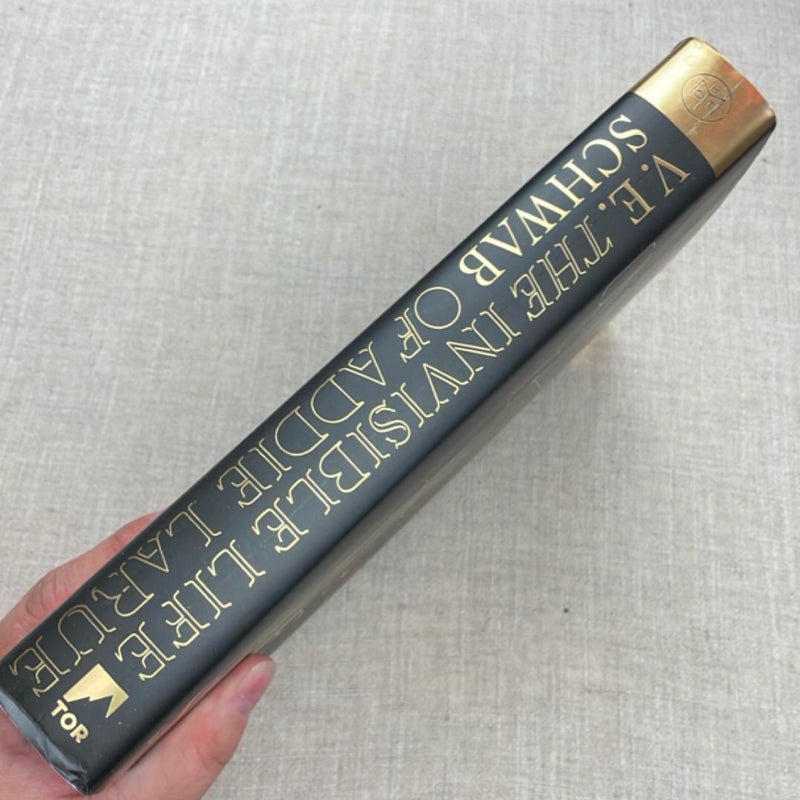 V.E.
SCHWAB
THE INVISIBLE LIFE
OF ADDIE LARUE
TOR